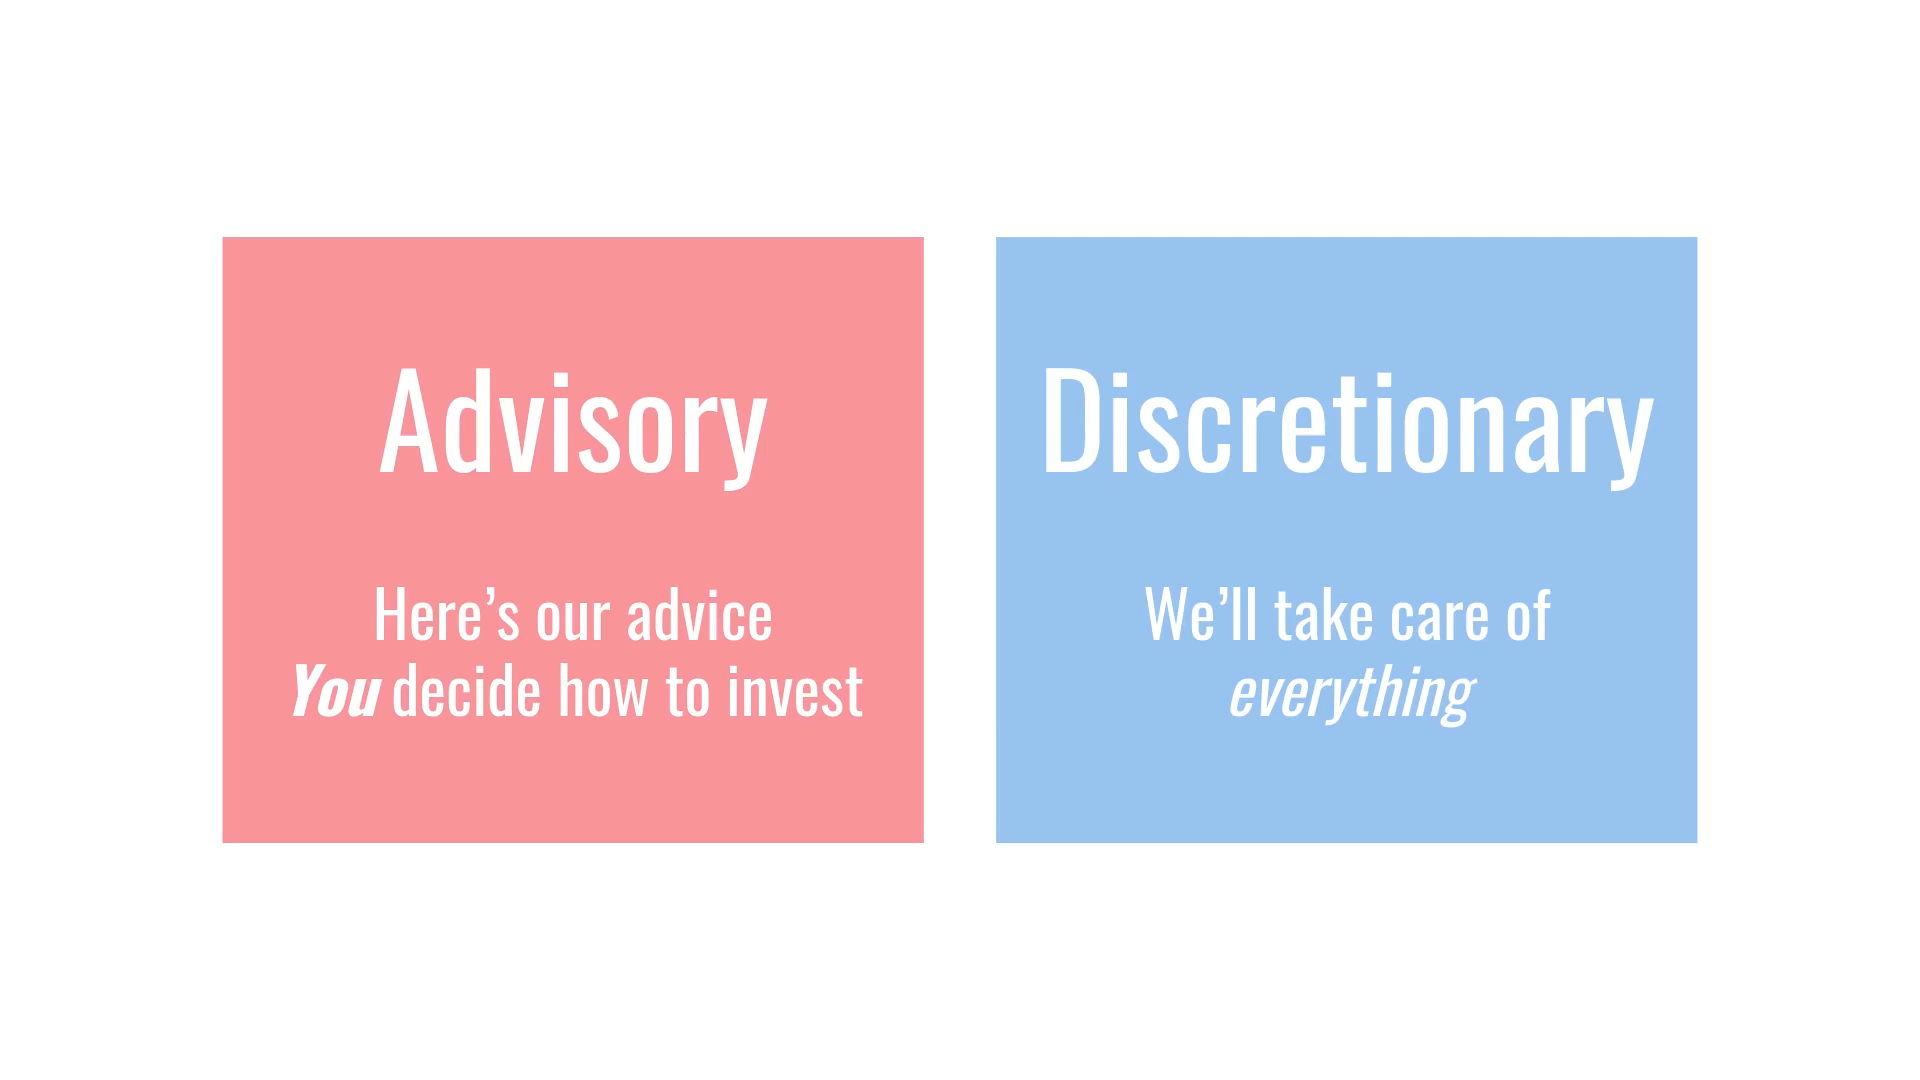 Advisory
Here’s our advice
You decide how to invest
Discretionary
We’ll take care of
everything